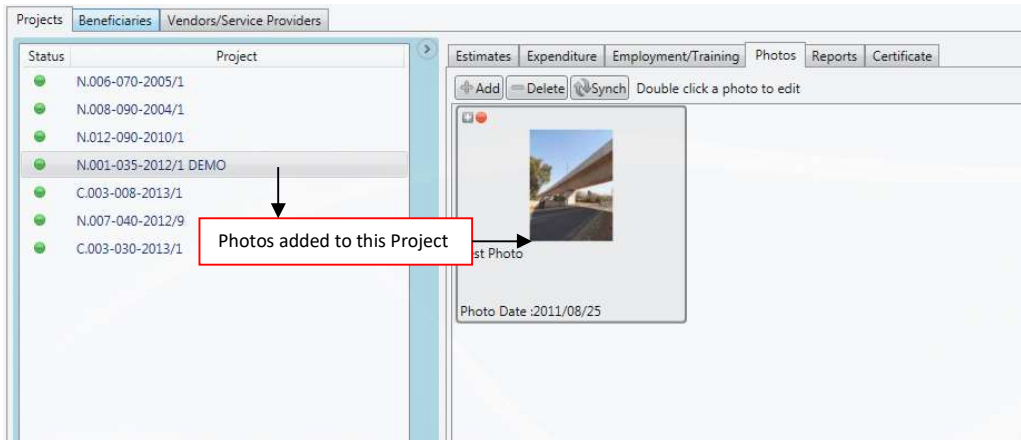 Projects Beneficiaries Vendors/Service Providers
Status Project
N.006-070-2005/1
N.008-090-2004/1
N.012-090-2010/1
N.001-035-2012/1 DEMO
C.003-008-2013/1
N.007-040-2012/9
C.003-030-2013/1
Photos added to this Project
Estimates Expenditure Employment/Training Photos Reports Certificate
Add Delete Synch Double click a photo to edit
st Photo
Photo Date :2011/08/25